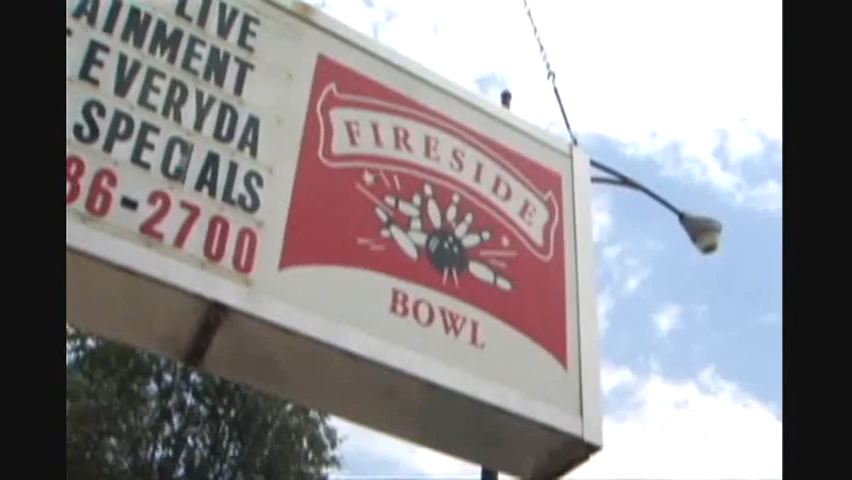 LIVE
AINMENT
EVERYDA
SPECIALS
86-2700
FIRESIDE
BOWL